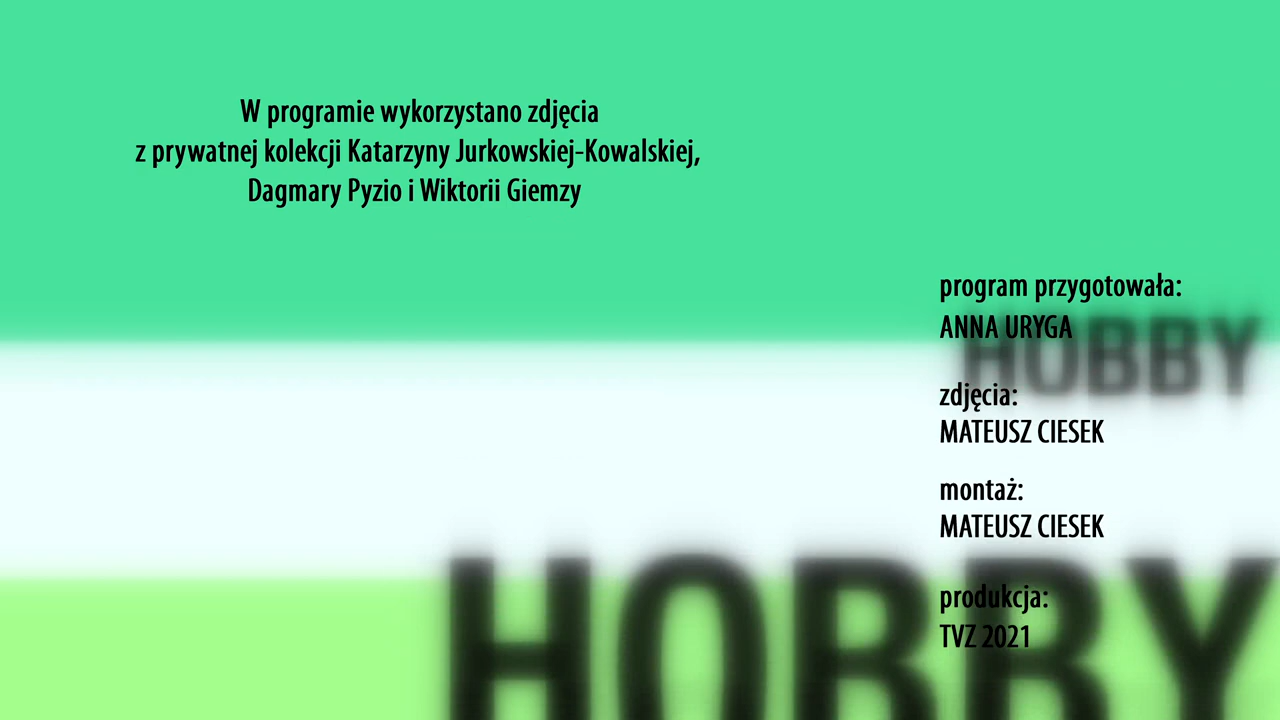 W programie wykorzystano zdjęcia
z prywatnej kolekcji Katarzyny Jurkowskiej-Kowalskiej,
Dagmary Pyzio i Wiktorii Giemzy
program przygotowała:
ANNA URYGA
HOBBY
zdjęcia:
MATEUSZ CIESEK
montaż:
MATEUSZ CIESEK
produkcja:
TVZ 2021
HOBBY